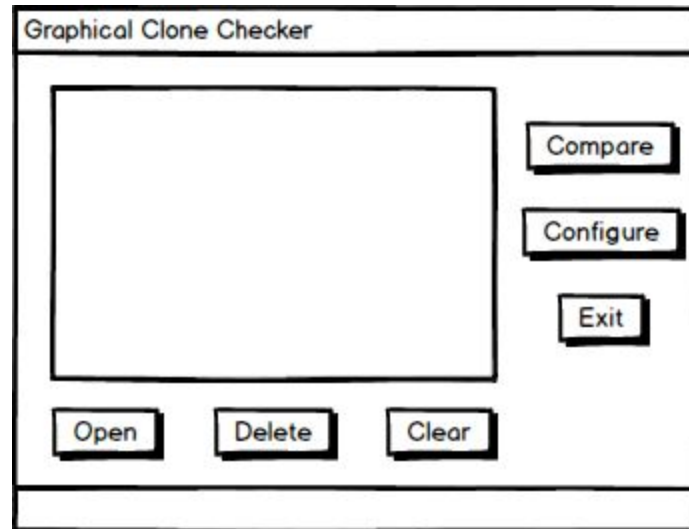 Graphical Clone Checker
Compare
Configure
Exit
Open Delete Clear